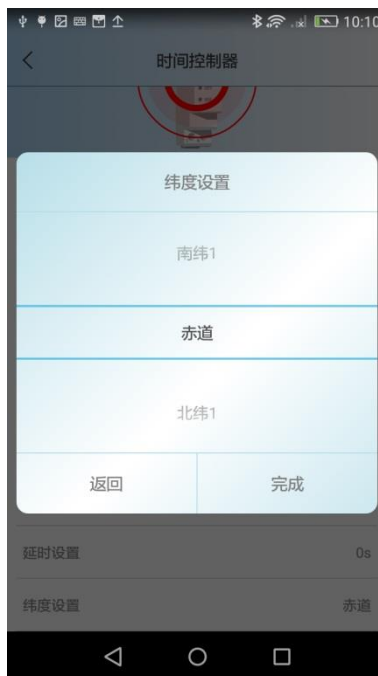 10:10
时间控制器
纬度设置
南纬1
赤道
北纬1
返回 完成
延时设置 0s
纬度设置 赤道